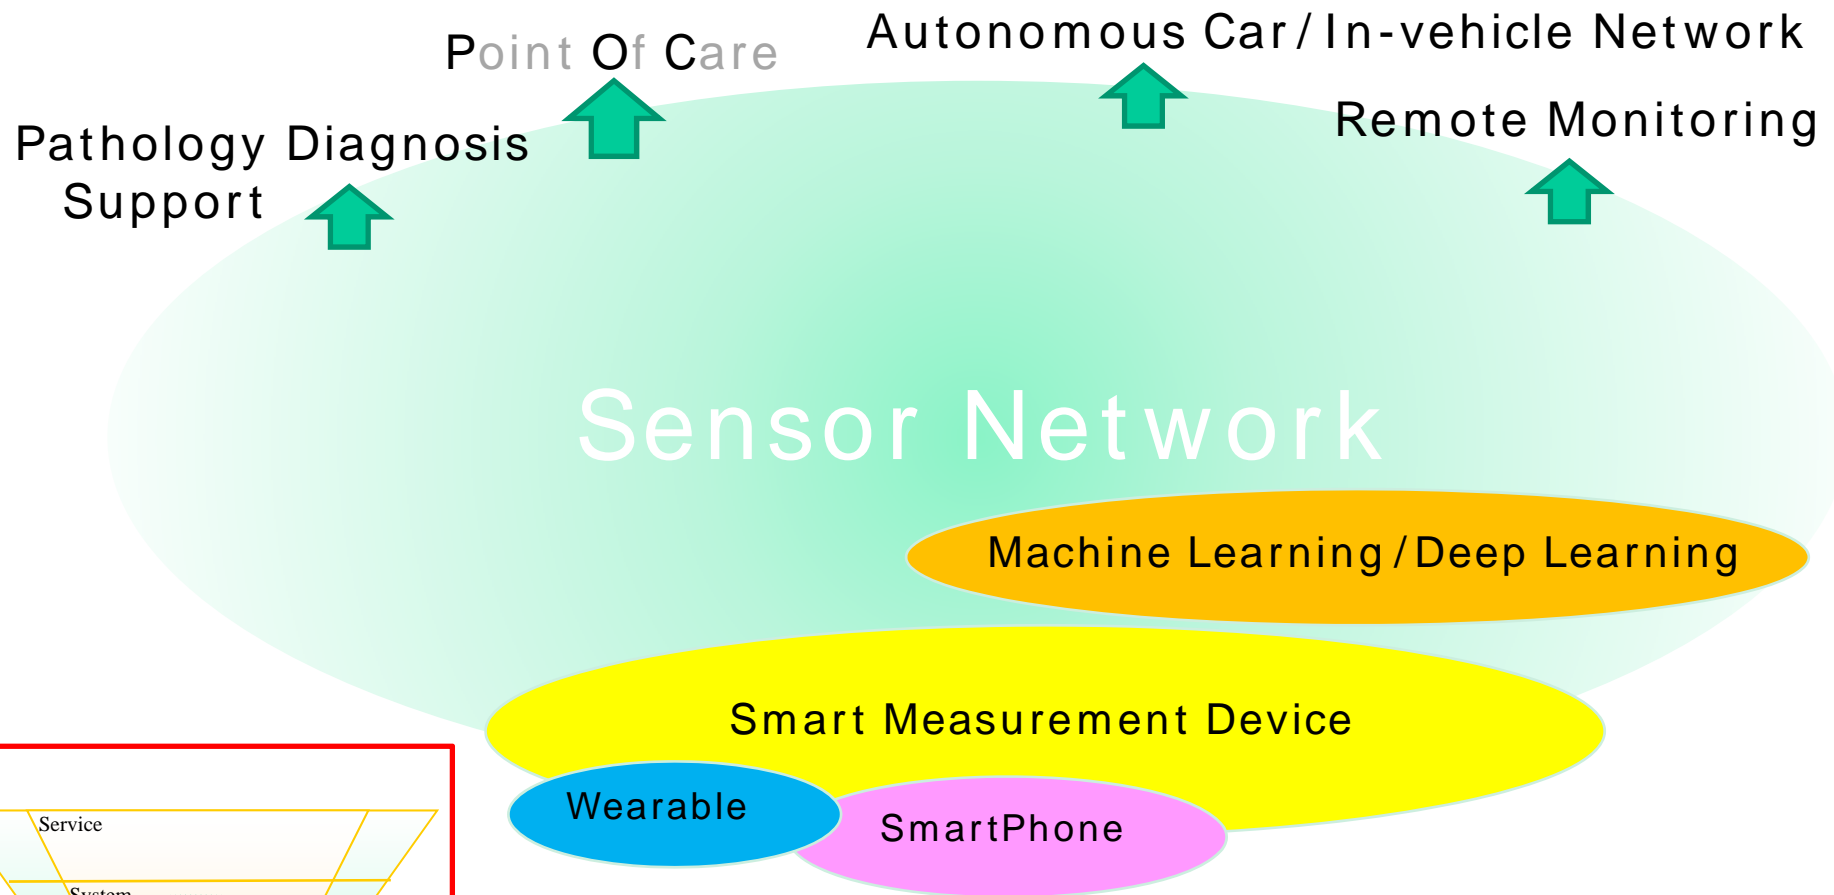 Point Of Care
Autonomous Car / In-vehicle Network
Pathology Diagnosis
Support
Remote Monitoring
Sensor Network
Machine Learning / Deep Learning
Smart Measurement Device
Wearable
SmartPhone
Service
System